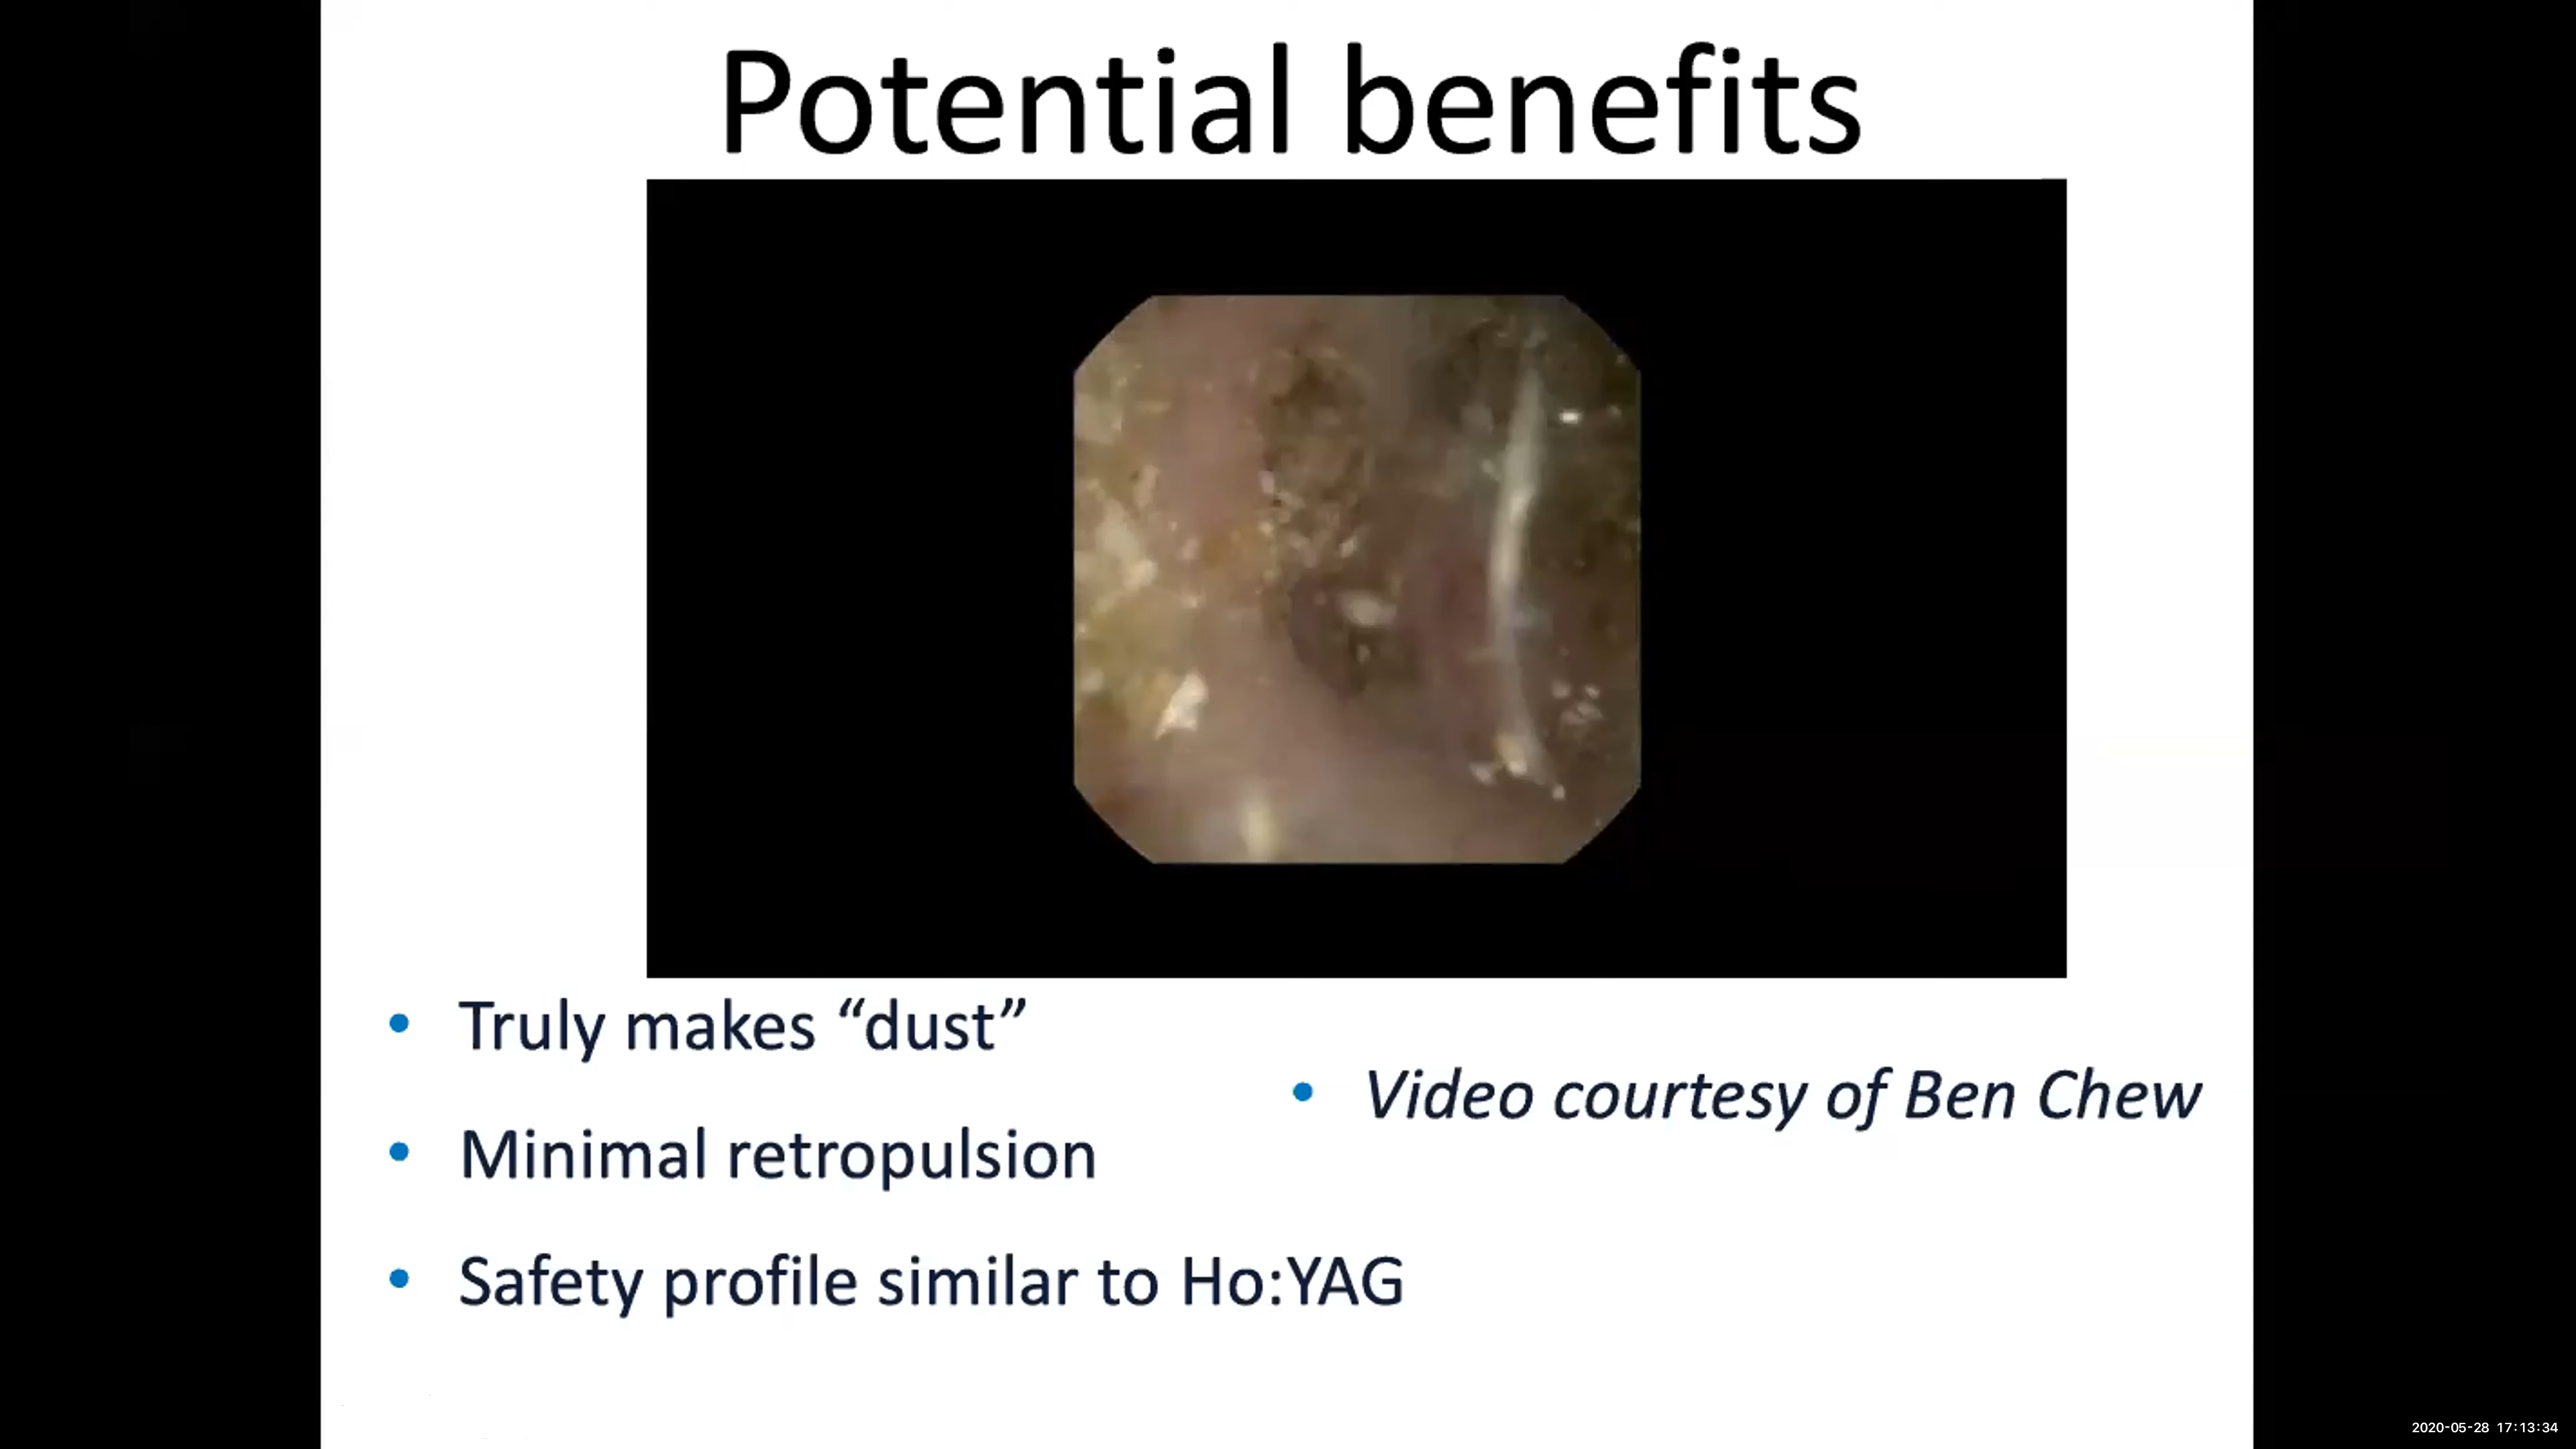 Potential benefits
• Truly makes “dust”
• Video courtesy of Ben Chew
• Minimal retropulsion
• Safety profile similar to Ho:YAG
2020-05-28 17:13:34